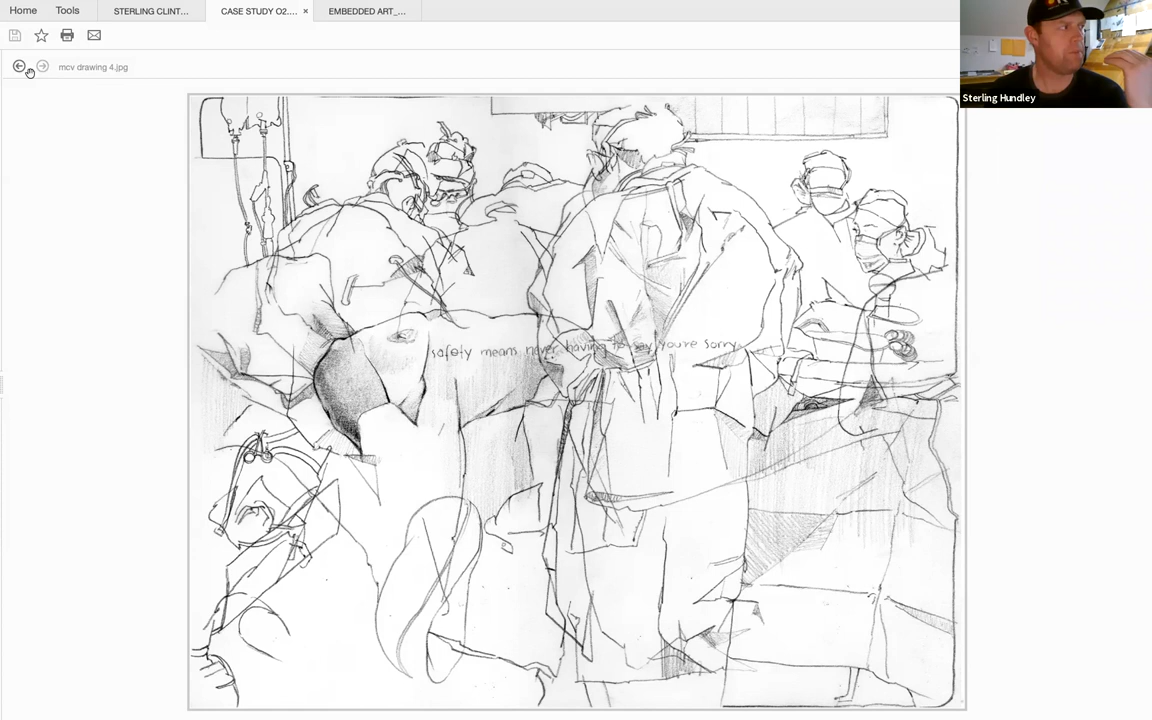 Home Tools STERLING CLINT... CASE STUDY O2.... × EMBEDDED ART_...
mcv drawing 4.jpg
Sterling Hundley
safety means never having to say you're sorry